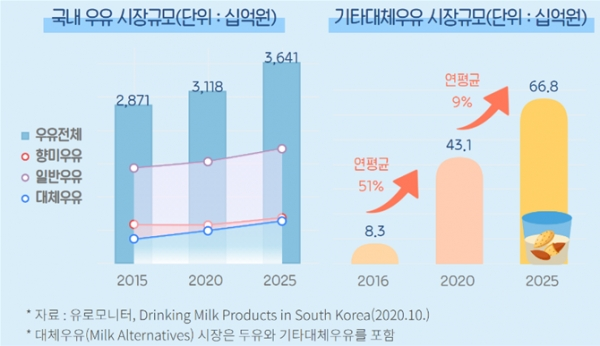 국내 우유 시장규모(단위 : 십억원)
2,871
3,118
3,641
우유전체
향미우유
일반우유
대체우유
2015
2020
2025
기타대체우유 시장규모(단위 : 십억원)
연평균
51%
연평균
9%
8.3
43.1
66.8
2016
2020
2025
* 자료 : 유로모니터, Drinking Milk Products in South Korea(2020.10.)
* 대체우유(Milk Alternatives) 시장은 두유와 기타대체우유를 포함